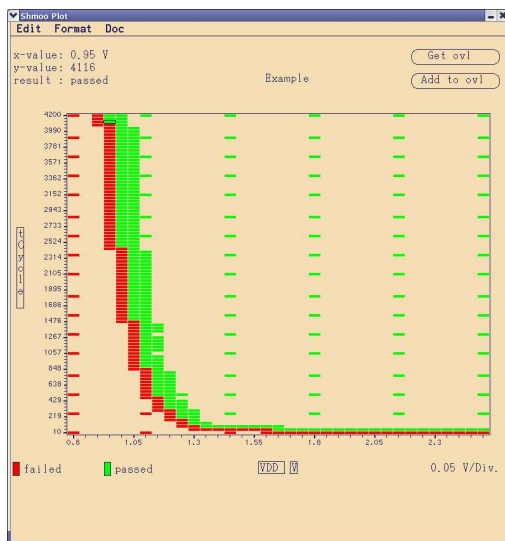 Shmoo Plot
Edit Format Doc
x-value: 0.95 V
y-value: 4116
result : passed
Get ovl
Add to ovl
Example
4200
3990
3781
3571
3362
3152
2943
2733
2524
2314
2105
1895
1686
1476
1267
1057
848
638
429
219
10
tCycle
0.8 1.05 1.3 1.55 1.8 2.05 2.3
failed passed VDD V 0.05 V/Div.